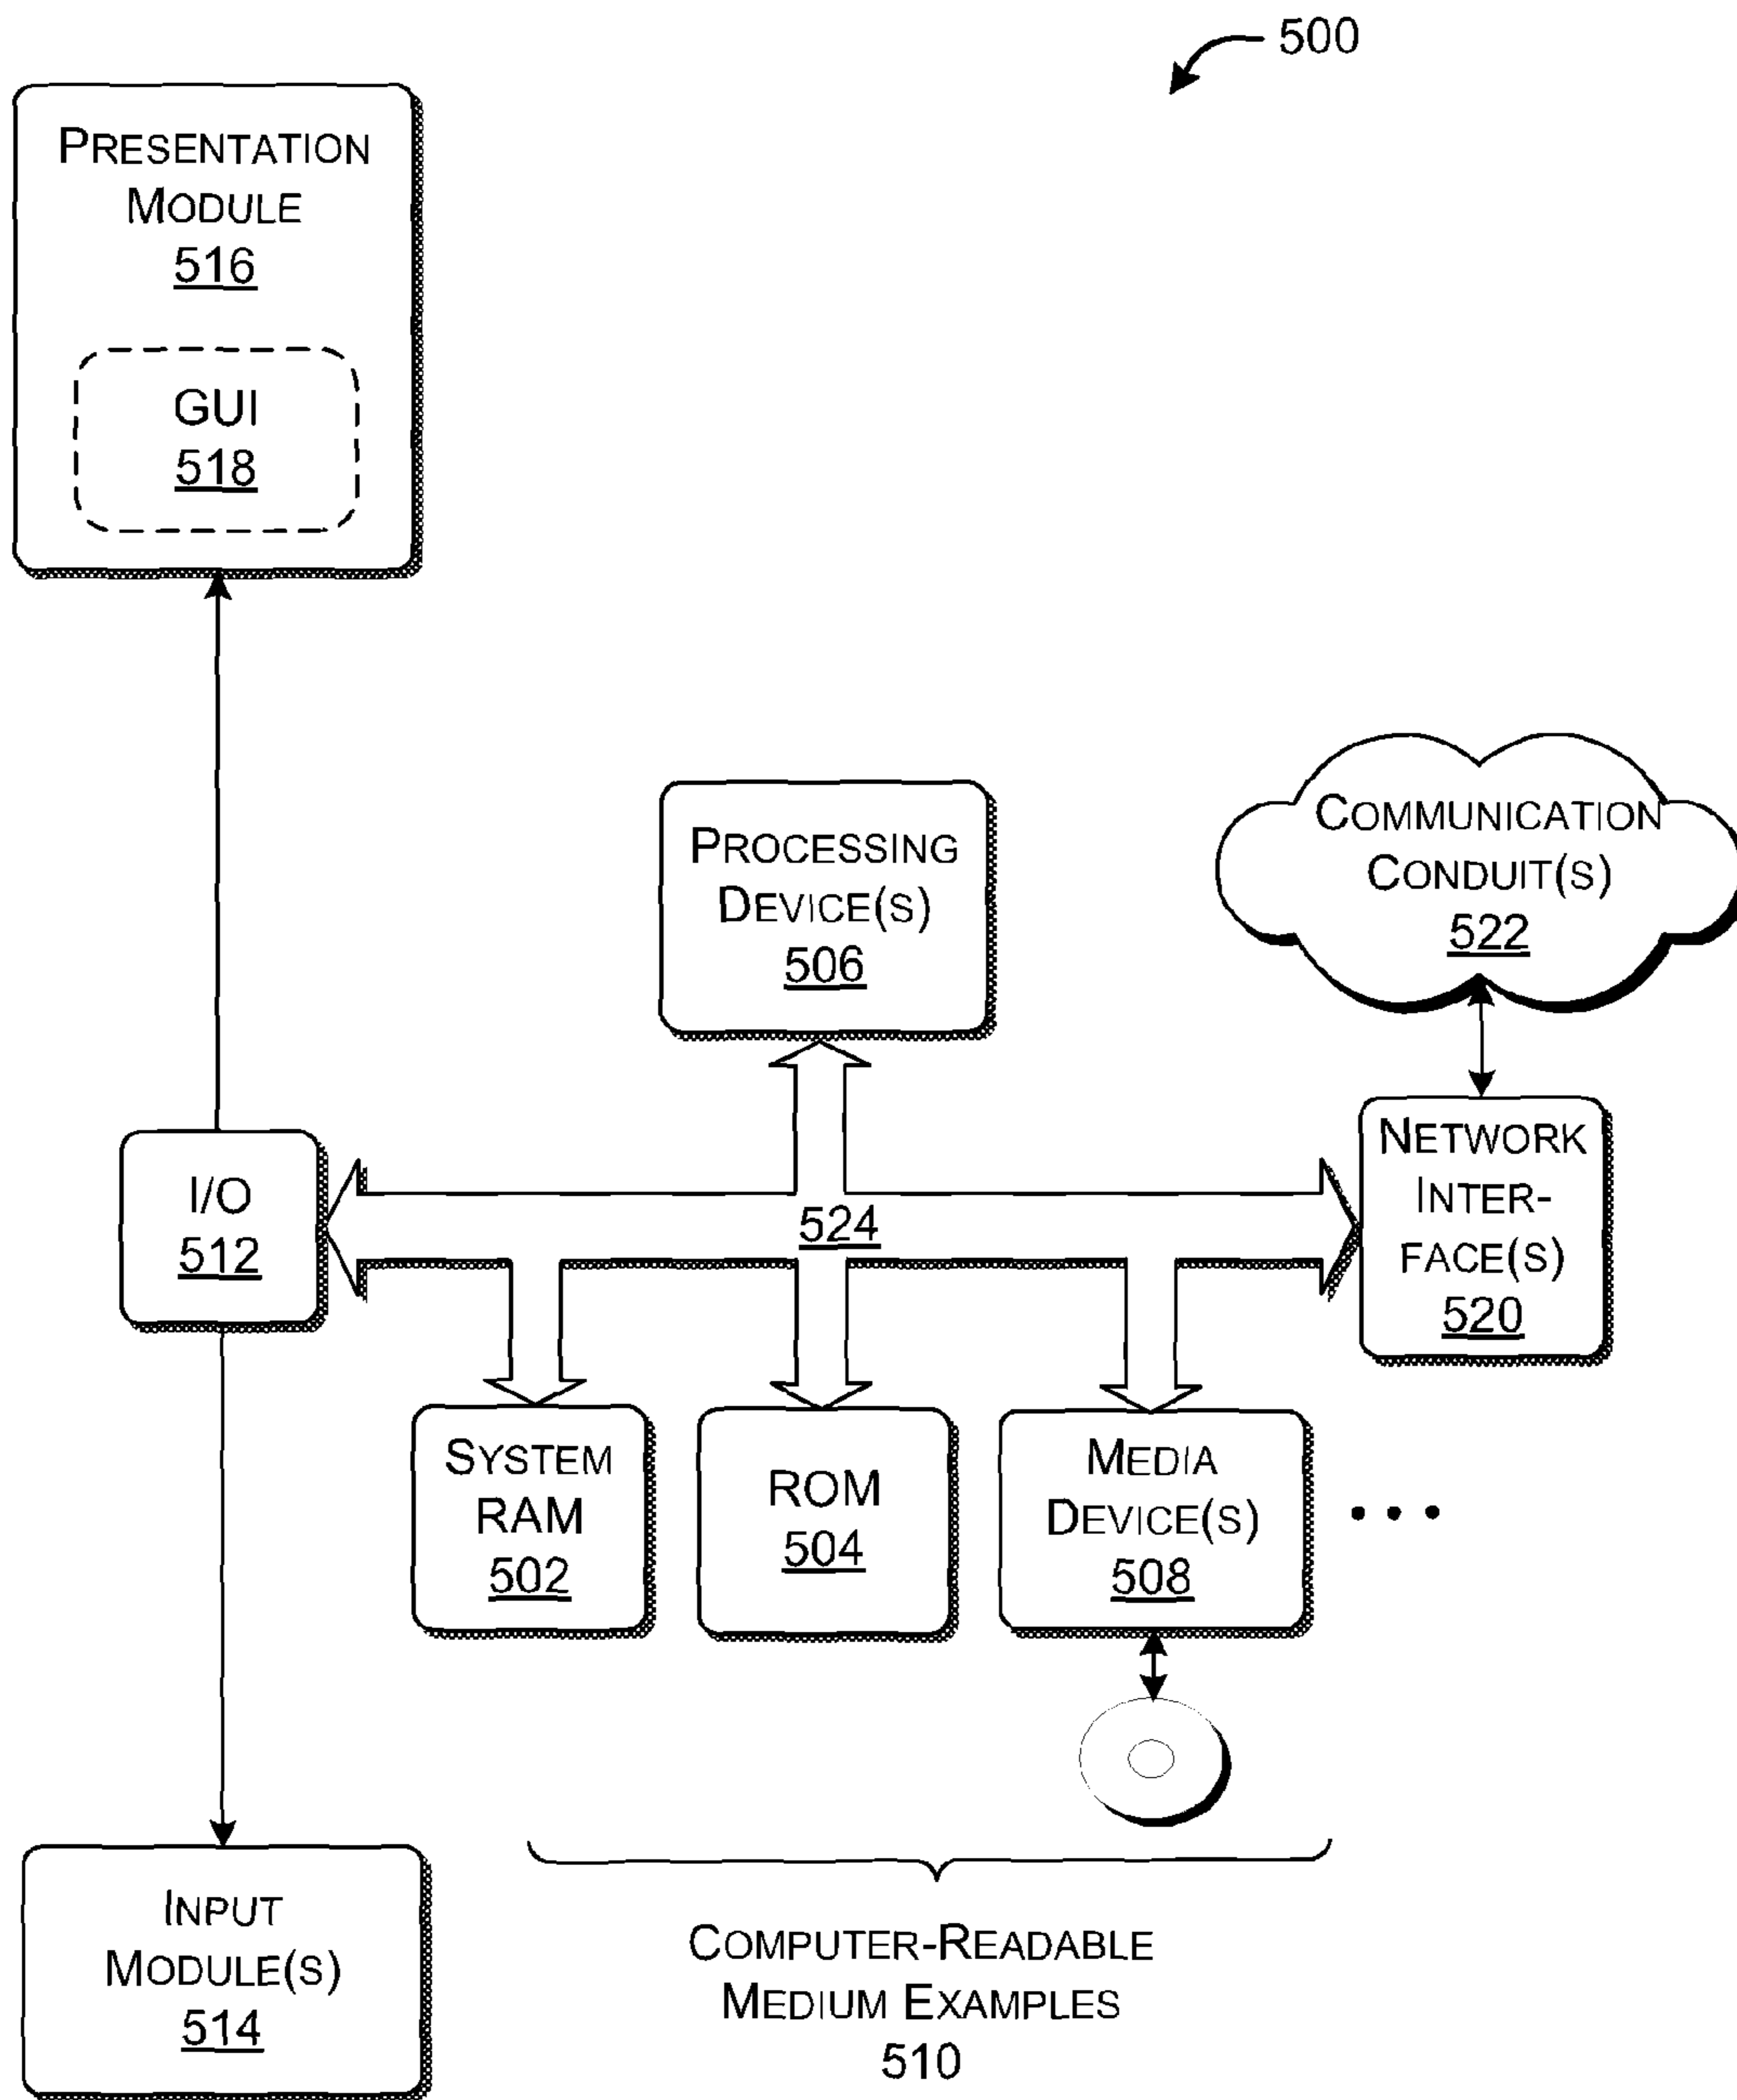 500
PRESENTATION
MODULE
516
GUI
518
PROCESSING
DEVICE(S)
506
COMMUNICATION
CONDUIT(S)
522
I/O
512
524
NETWORK
INTER-
FACE(S)
520
SYSTEM
RAM
502
ROM
504
MEDIA
DEVICE(S)
508
• • •
INPUT
MODULE(S)
514
COMPUTER-READABLE
MEDIUM EXAMPLES
510